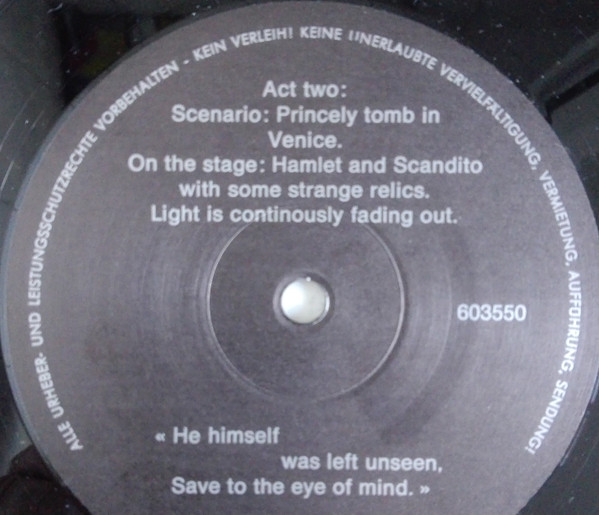 ALLE URHEBER- UND LEISTUNGSSCHUTZRECHTE VORBEHALTEN - KEIN VERLEIH! KEINE UNERLAUBTE VERVIELFÄLTIGUNG, VERMIETUNG, AUFFÜHRUNG, SENDUNG!
Act two:
Scenario: Princely tomb in
Venice.
On the stage: Hamlet and Scandito
with some strange relics.
Light is continously fading out.
603550
« He himself
was left unseen,
Save to the eye of mind. »